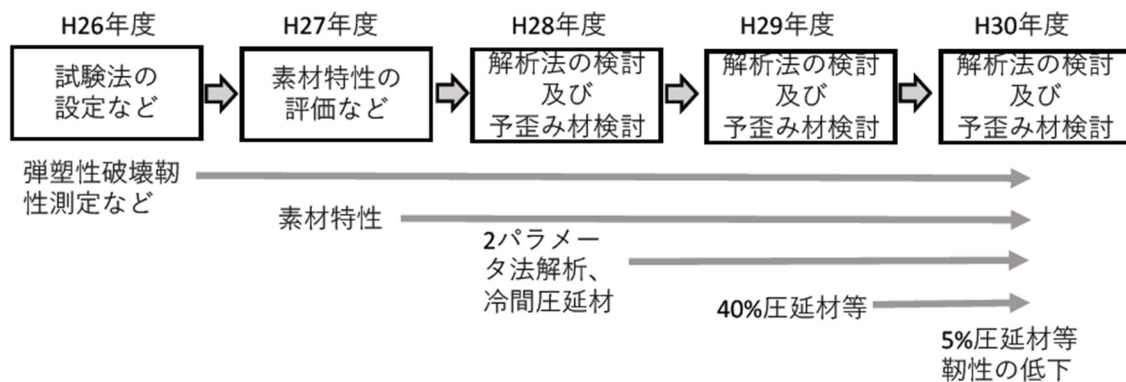 H26年度
H27年度
H28年度
H29年度
H30年度
試験法の
設定など
素材特性の
評価など
解析法の検討
及び
予歪み材検討
解析法の検討
及び
予歪み材検討
解析法の検討
及び
予歪み材検討
弾塑性破壊靭
性測定など
素材特性
2パラメー
タ法解析、
冷間圧延材
40%圧延材等
5%圧延材等
靭性の低下